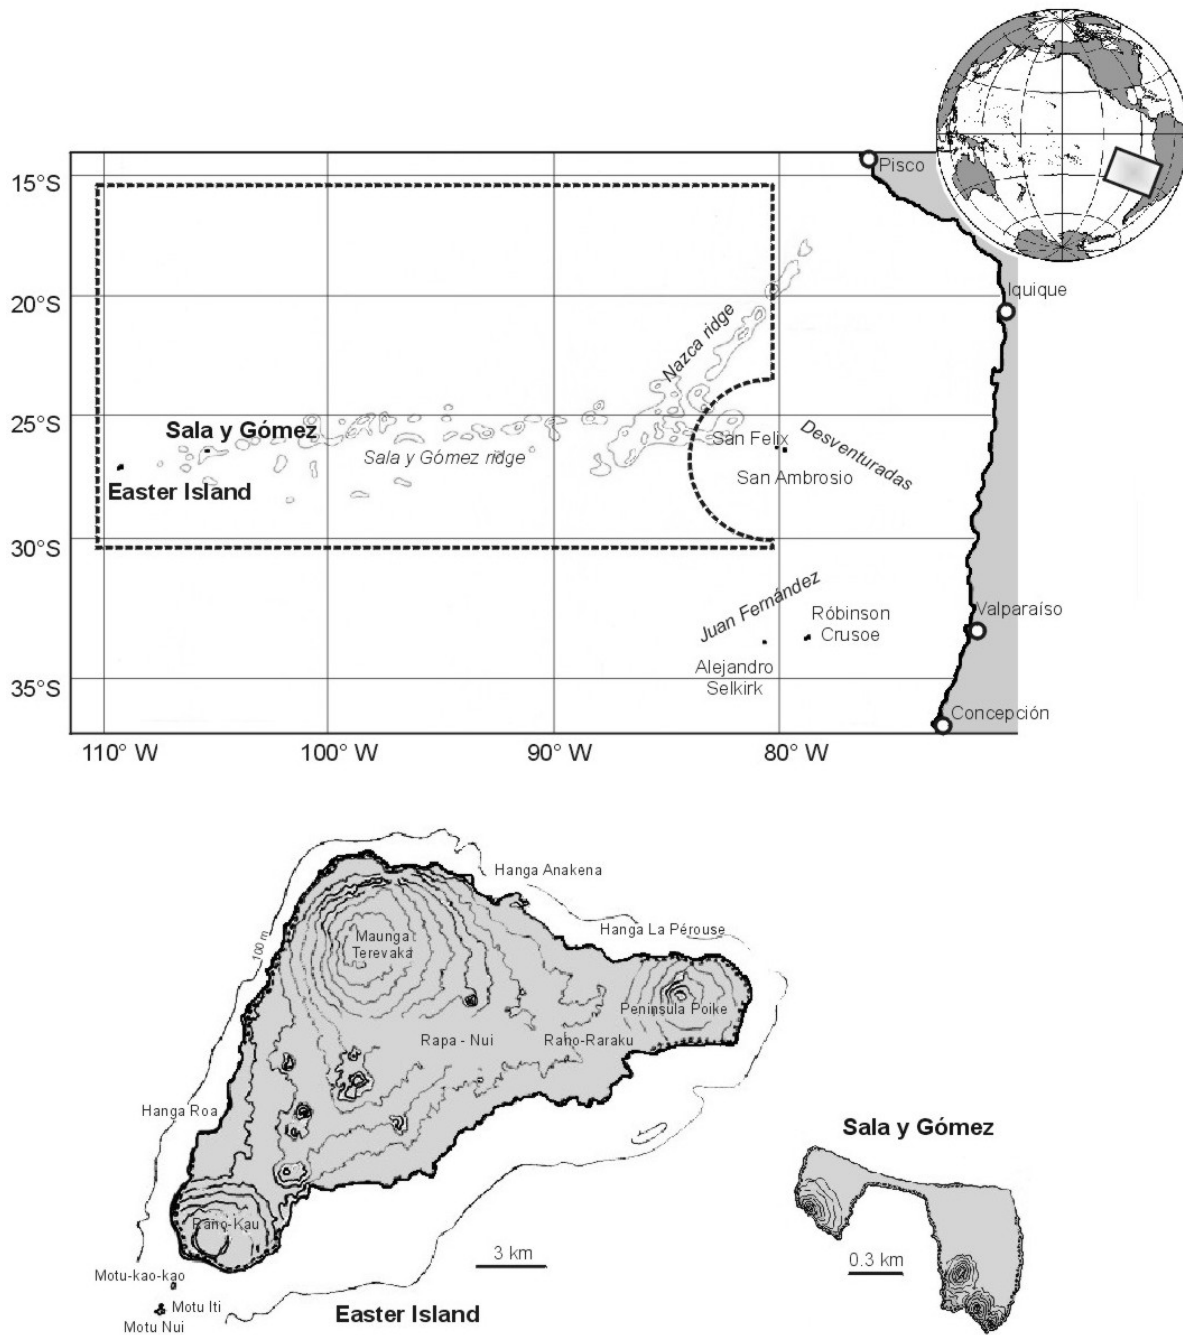 Pisco
15°S
20°S
Iquique
Nazca ridge
25°S
Sala y Gómez
San Felix
Desventuradas
Sala y Gómez ridge
San Ambrosio
Easter Island
30°S
Juan Fernández
Róbinson
Crusoe
Valparaíso
Alejandro
Selkirk
35°S
Concepción
110° W
100° W
90° W
80° W
Hanga Anakena
Hanga La Pérouse
100 m
Maunga
Terevaka
Peninsula Poike
Rapa - Nui
Raño-Raraku
Hanga Roa
Sala y Gómez
Raño-Kau
3 km
0.3 km
Motu-kao-kao
Motu Iti
Motu Nui
Easter Island